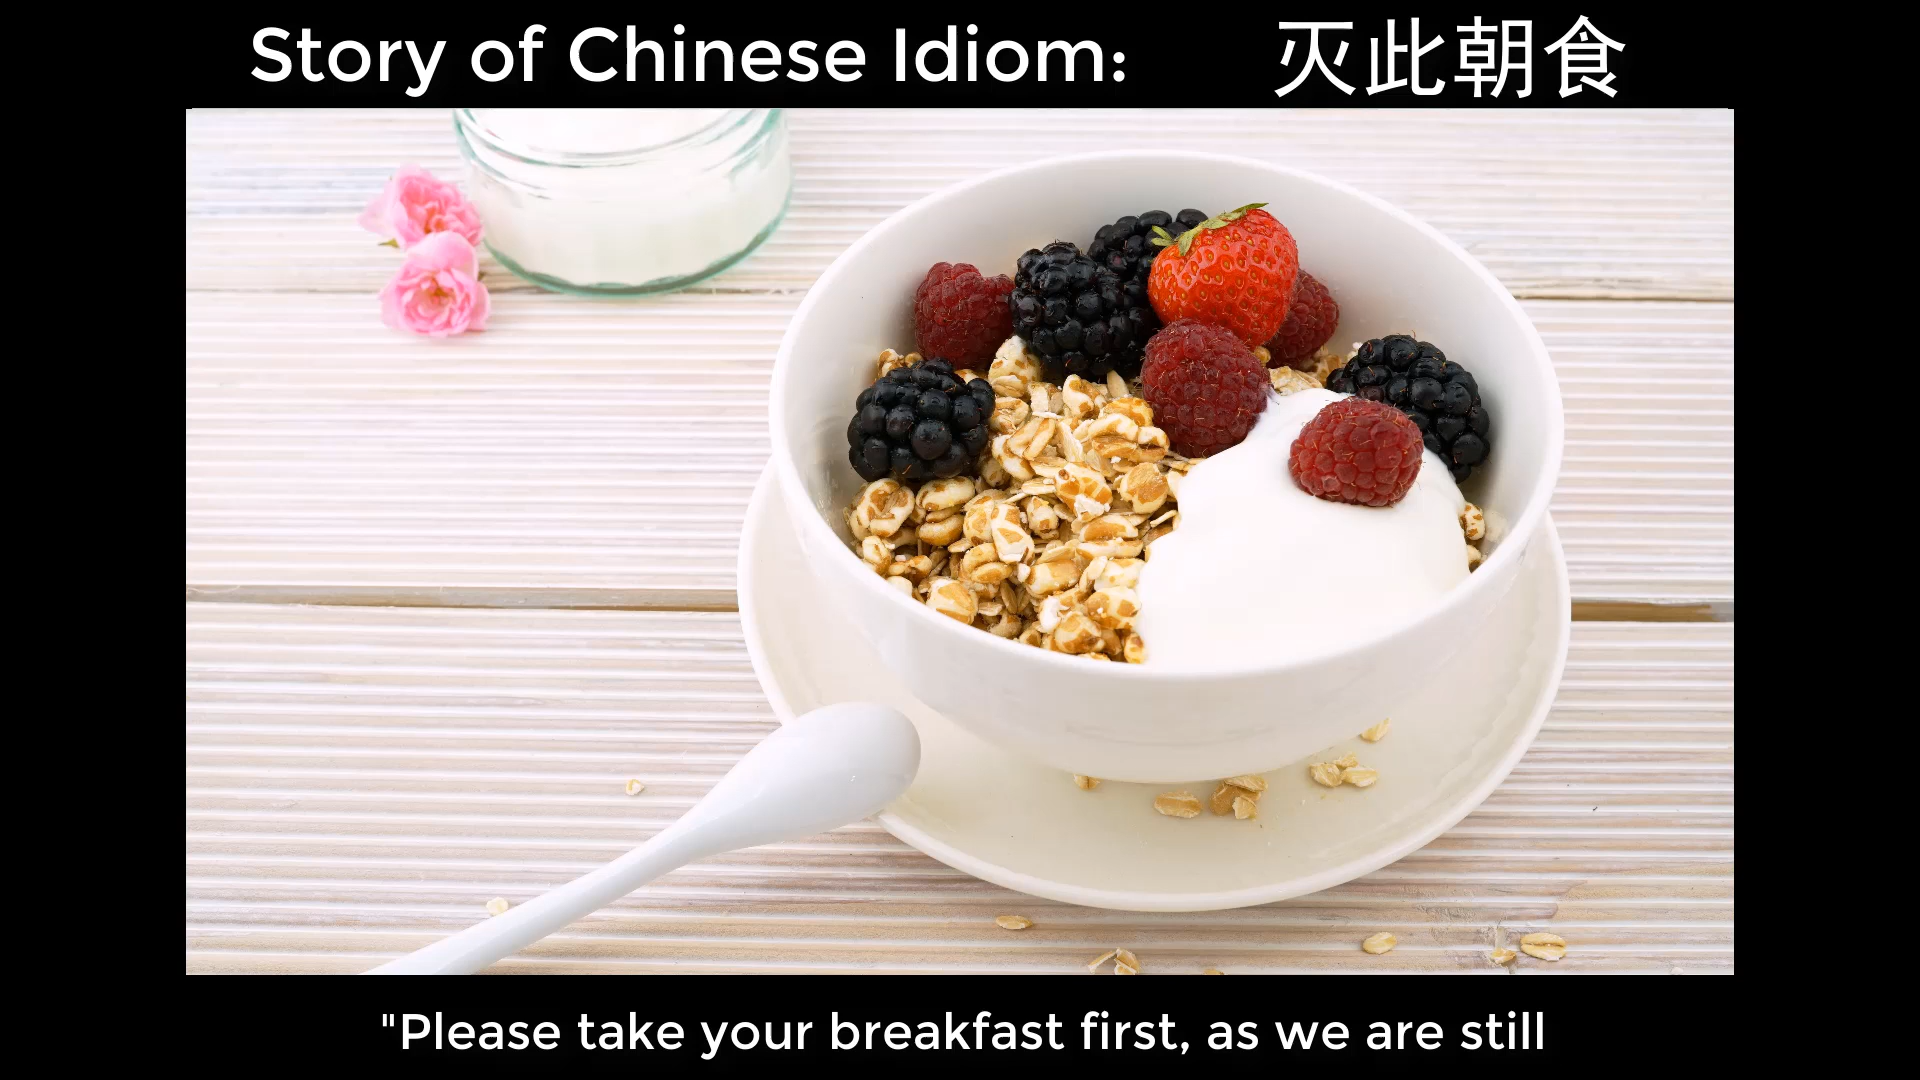 Story of Chinese Idiom: 灭此朝食
"Please take your breakfast first, as we are still